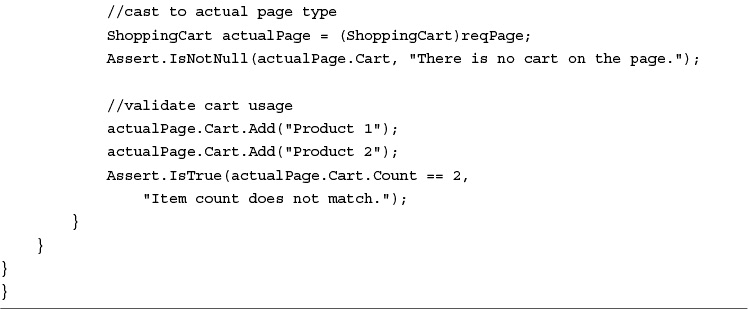 //cast to actual page type
ShoppingCart actualPage = (ShoppingCart)reqPage;
Assert.IsNotNull(actualPage.Cart, "There is no cart on the page.");
//validate cart usage
actualPage.Cart.Add("Product 1");
actualPage.Cart.Add("Product 2");
Assert.IsTrue(actualPage.Cart.Count == 2,
"Item count does not match.");
}
}
}
}